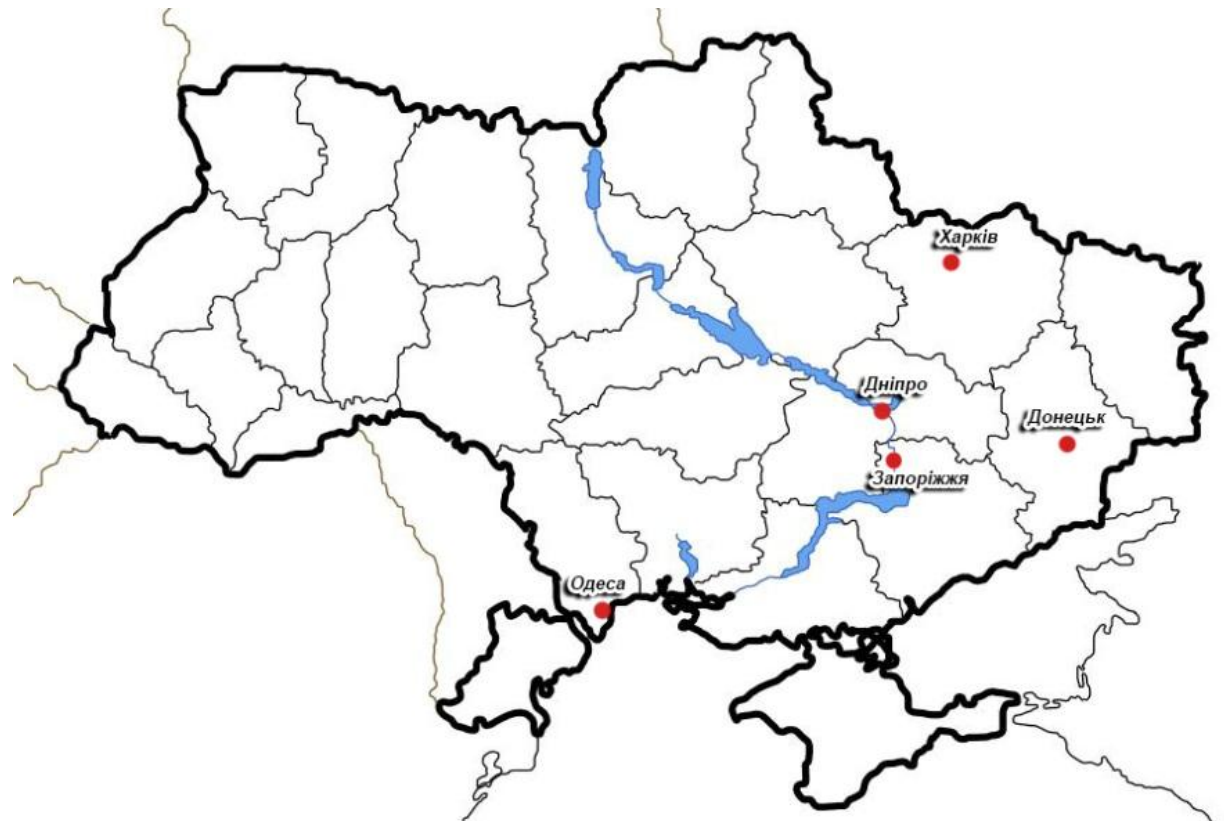 Харків
Дніпро
Донецьк
Запоріжжя
Одеса